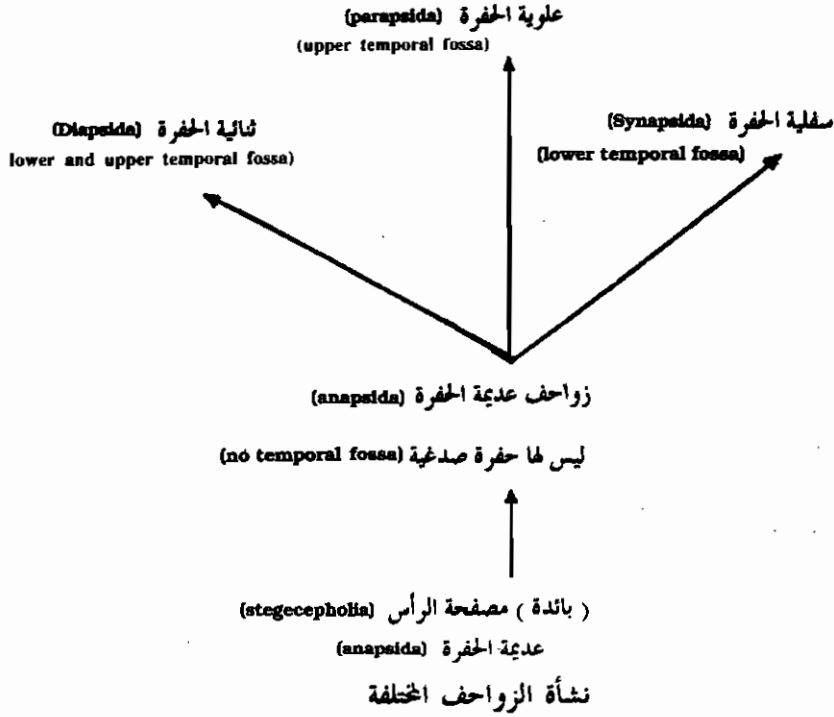 علوية الحفرة (parapsida)
(upper temporal fossa)
ثنائية الحفرة (Diapsida)
lower and upper temporal fossa)
سفلية الحفرة (Synapsida)
(lower temporal fossa)
زواحف عديمة الحفرة (anapsida)
ليس لها حفرة صدغية (no temporal fossa)
( بائدة ) مصفحة الرأس (stegecepholia)
عديمة الحفرة (anapsida)
نشأة الزواحف المختلفة